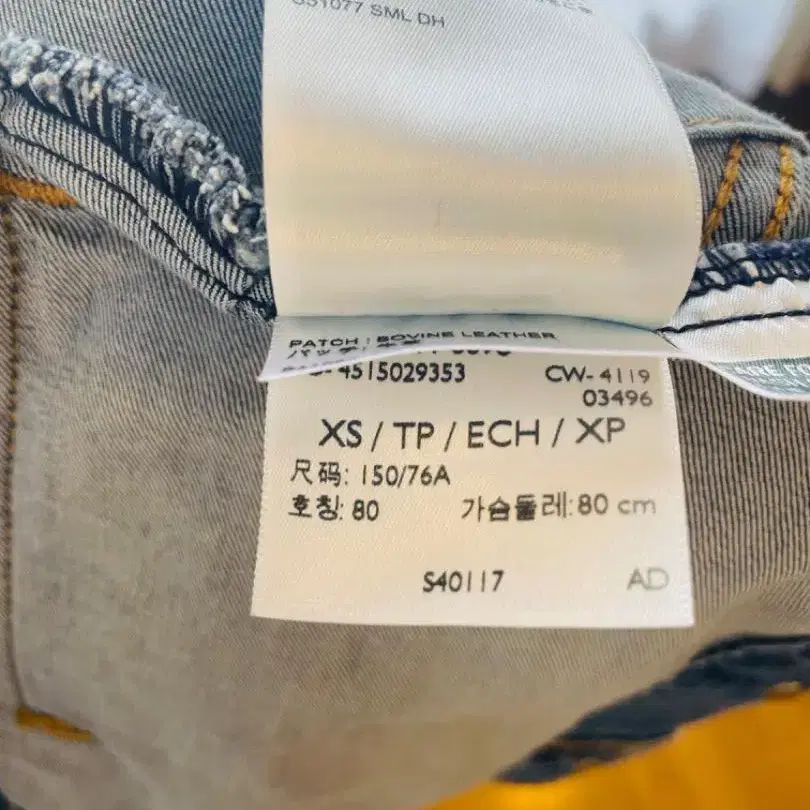 S51077 SML DH
PATCH : BOVINE LEATHER
4515029353 CW-4119
03496
XS / TP / ECH / XP
尺码: 150/76A
호칭: 80 가슴둘레: 80 cm
S40117 AD